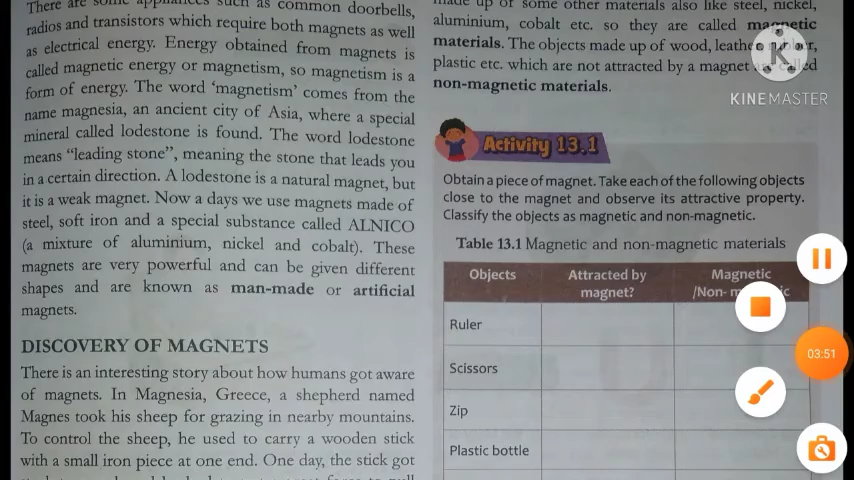 There are some appliances such as common doorbells,
radios and transistors which require both magnets as well
as electrical energy. Energy obtained from magnets is
called magnetic energy or magnetism, so magnetism is a
form of energy. The word ‘magnetism’ comes from the
name magnesia, an ancient city of Asia, where a special
mineral called lodestone is found. The word lodestone
means “leading stone”, meaning the stone that leads you
in a certain direction. A lodestone is a natural magnet, but
it is a weak magnet. Now a days we use magnets made of
steel, soft iron and a special substance called ALNICO
(a mixture of aluminium, nickel and cobalt). These
magnets are very powerful and can be given different
shapes and are known as man-made or artificial
magnets.
DISCOVERY OF MAGNETS
There is an interesting story about how humans got aware
of magnets. In Magnesia, Greece, a shepherd named
Magnes took his sheep for grazing in nearby mountains.
To control the sheep, he used to carry a wooden stick
with a small iron piece at one end. One day, the stick got
made up of some other materials also like steel, nickel,
aluminium, cobalt etc. so they are called magnetic
materials. The objects made up of wood, leather, rubber,
plastic etc. which are not attracted by a magnet called
non-magnetic materials.
K
KINEMASTER
Activity 13.1
Obtain a piece of magnet. Take each of the following objects
close to the magnet and observe its attractive property.
Classify the objects as magnetic and non-magnetic.
Table 13.1 Magnetic and non-magnetic materials
Objects Attracted by magnet? Magnetic /Non-
Ruler
Scissors
Zip
Plastic bottle
03:51